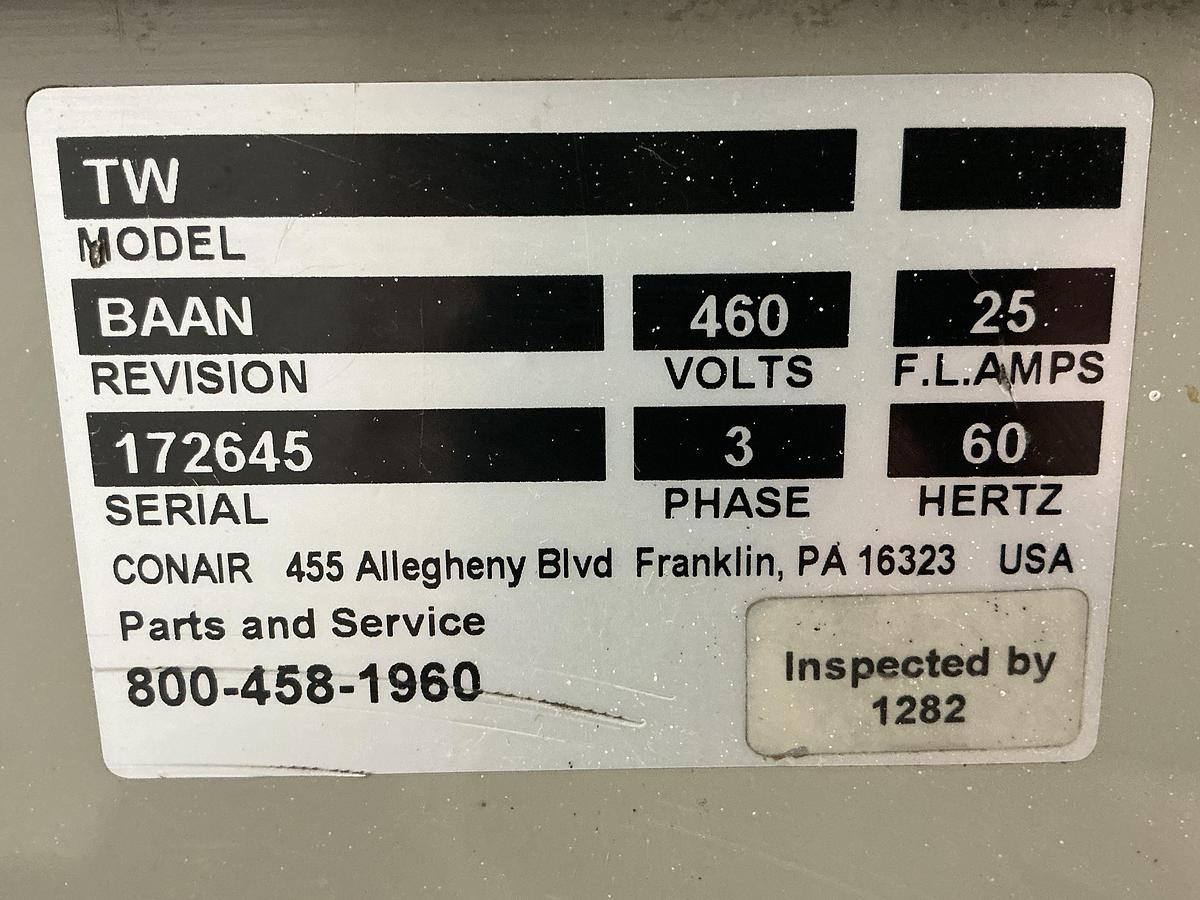 TW
MODEL
BAAN 460 25
REVISION VOLTS F.L.AMPS
172645 3 60
SERIAL PHASE HERTZ
CONAIR 455 Allegheny Blvd Franklin, PA 16323 USA
Parts and Service
800-458-1960
Inspected by
1282